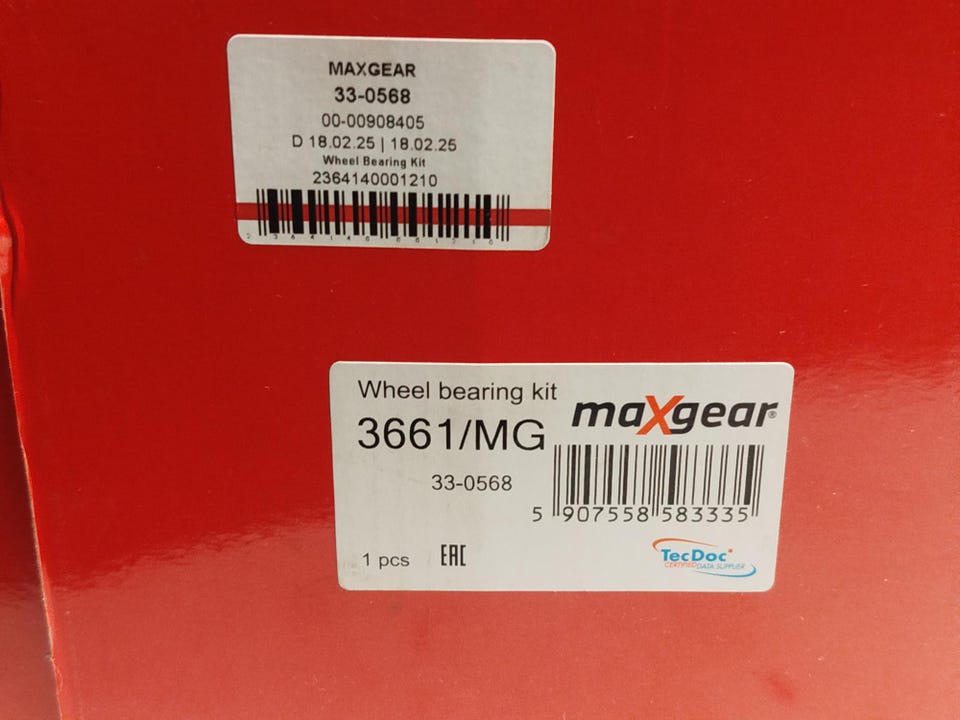 MAXGEAR
33-0568
00-00908405
D 18.02.25 | 18.02.25
Wheel Bearing Kit
2364140001210
Wheel bearing kit
maXgear®
3661/MG
33-0568
5 907558 583335
1 pcs EAC
TecDoc
CERTIFIED DATA SUPPLIER